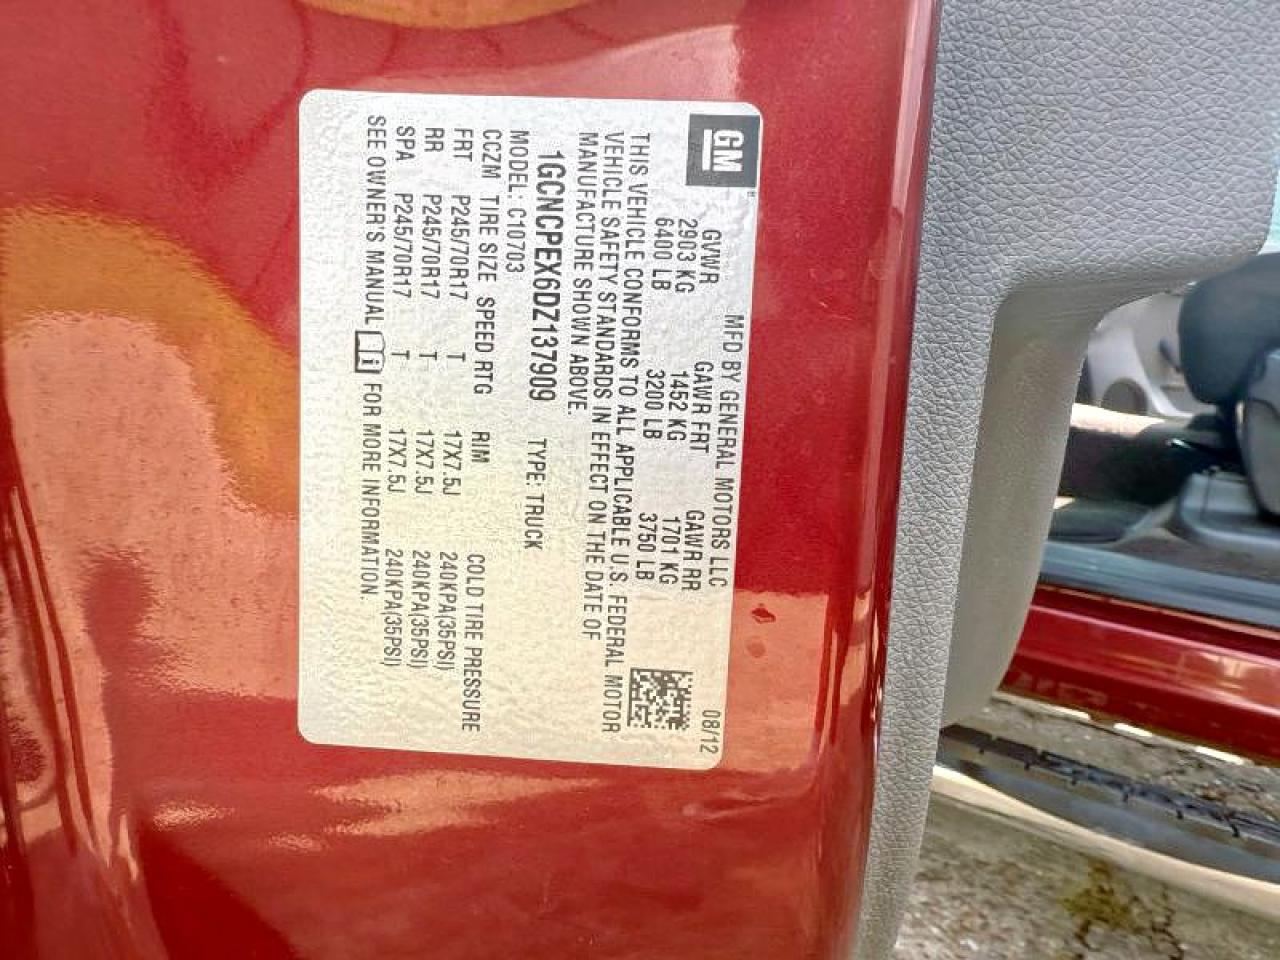 GM
MFD BY GENERAL MOTORS LLC 08/12
GVWR GAWR FRT GAWR RR
2903 KG 1452 KG 1701 KG
6400 LB 3200 LB 3750 LB
THIS VEHICLE CONFORMS TO ALL APPLICABLE U.S. FEDERAL MOTOR
VEHICLE SAFETY STANDARDS IN EFFECT ON THE DATE OF
MANUFACTURE SHOWN ABOVE.
1GCNCPEX6DZ137909 TYPE: TRUCK
MODEL: C10703
CCZM TIRE SIZE SPEED RTG RIM COLD TIRE PRESSURE
FRT P245/70R17 T 17X7.5J 240KPA(35PSI)
RR P245/70R17 T 17X7.5J 240KPA(35PSI)
SPA P245/70R17 T 17X7.5J 240KPA(35PSI)
SEE OWNER'S MANUAL i FOR MORE INFORMATION.